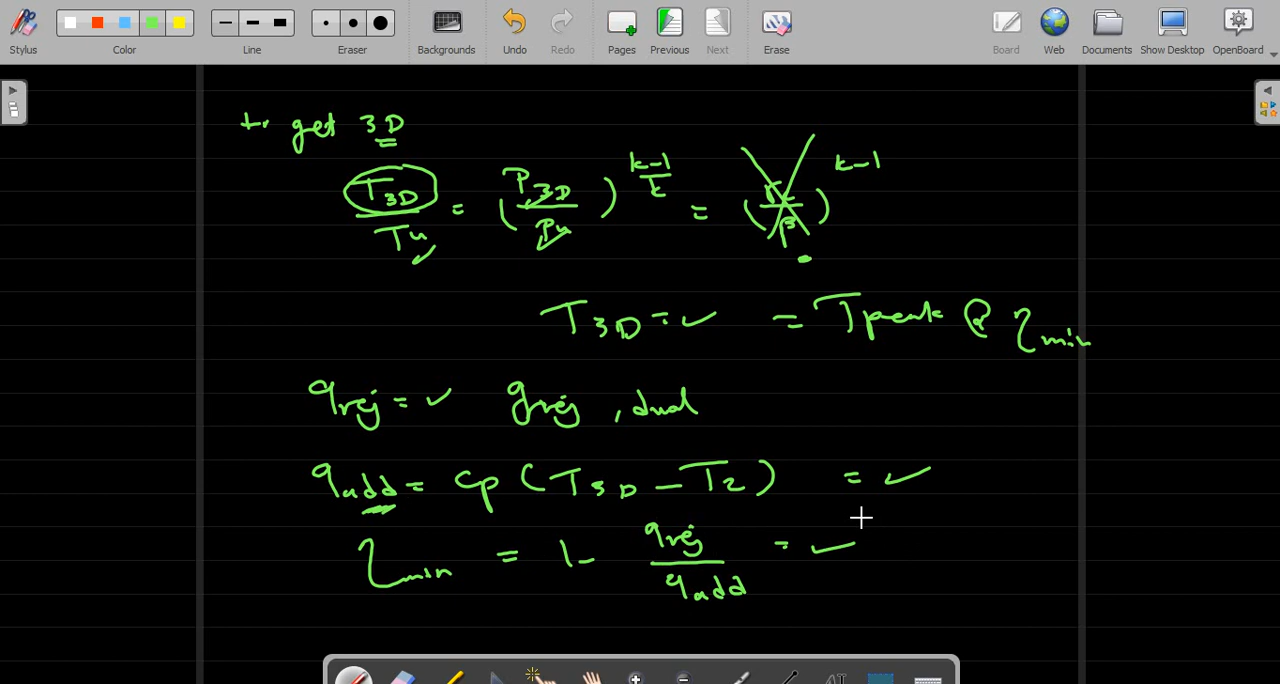 Stylus Color Line Eraser Backgrounds Undo Redo Pages Previous Next Erase Board Web Documents Show Desktop OpenBoard
to get 3D
T3D/T4 = (P3D/P4)^(k-1/k) = ( )^k-1
T3D = ✓ = Tpeak @ ηmin
qrej = ✓ qrej, dual
qadd = Cp (T3D - T2) = ✓
ηmin = 1 - qrej/qadd = ✓